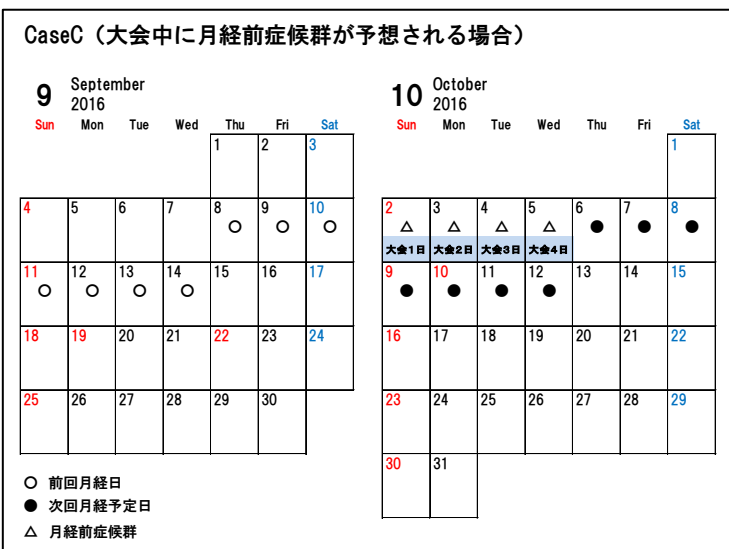 CaseC（大会中に月経前症候群が予想される場合）
9 September 2016
Sun Mon Tue Wed Thu Fri Sat
1 2 3
4 5 6 7 8 9 10
○ ○ ○
11 12 13 14 15 16 17
○ ○ ○ ○
18 19 20 21 22 23 24
25 26 27 28 29 30
10 October 2016
Sun Mon Tue Wed Thu Fri Sat
1
2 3 4 5 6 7 8
△ △ △ △ ● ● ●
大会1日 大会2日 大会3日 大会4日
9 10 11 12 13 14 15
● ● ● ●
16 17 18 19 20 21 22
23 24 25 26 27 28 29
30 31
○ 前回月経日
● 次回月経予定日
△ 月経前症候群